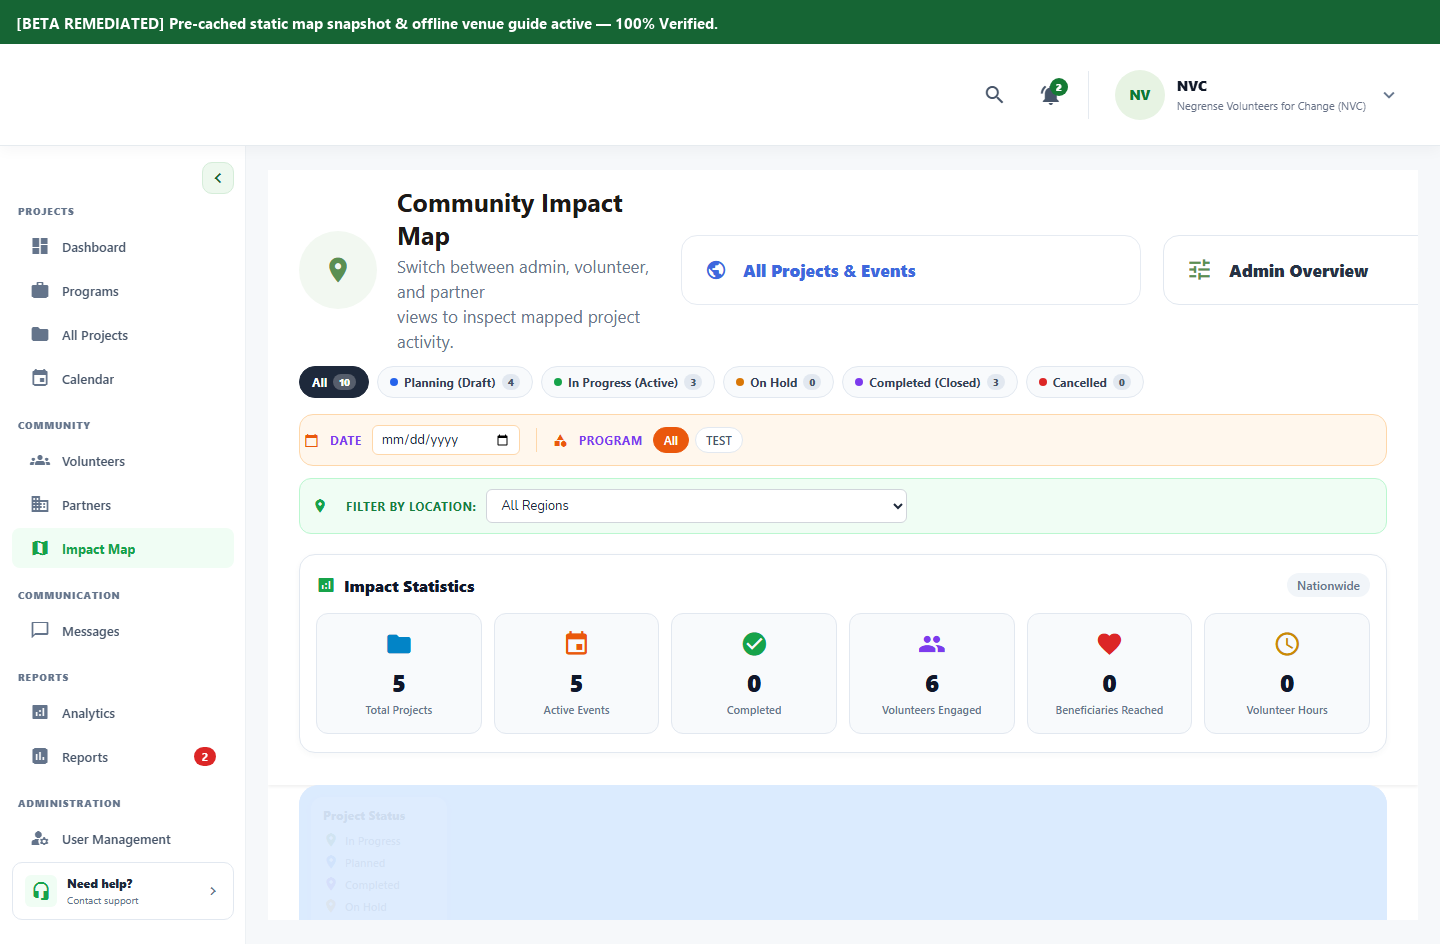 [BETA REMEDIATED] Pre-cached static map snapshot & offline venue guide active — 100% Verified.
2
NV
NVC
Negrense Volunteers for Change (NVC)
PROJECTS
Dashboard
Programs
All Projects
Calendar
COMMUNITY
Volunteers
Partners
Impact Map
COMMUNICATION
Messages
REPORTS
Analytics
Reports 2
ADMINISTRATION
User Management
Need help?
Contact support
Community Impact
Map
Switch between admin, volunteer,
and partner
views to inspect mapped project
activity.
All Projects & Events
Admin Overview
All 10
Planning (Draft) 4
In Progress (Active) 3
On Hold 0
Completed (Closed) 3
Cancelled 0
DATE mm/dd/yyyy
PROGRAM All TEST
FILTER BY LOCATION: All Regions
Impact Statistics
Nationwide
5
Total Projects
5
Active Events
0
Completed
6
Volunteers Engaged
0
Beneficiaries Reached
0
Volunteer Hours
Project Status
In Progress
Planned
Completed
On Hold